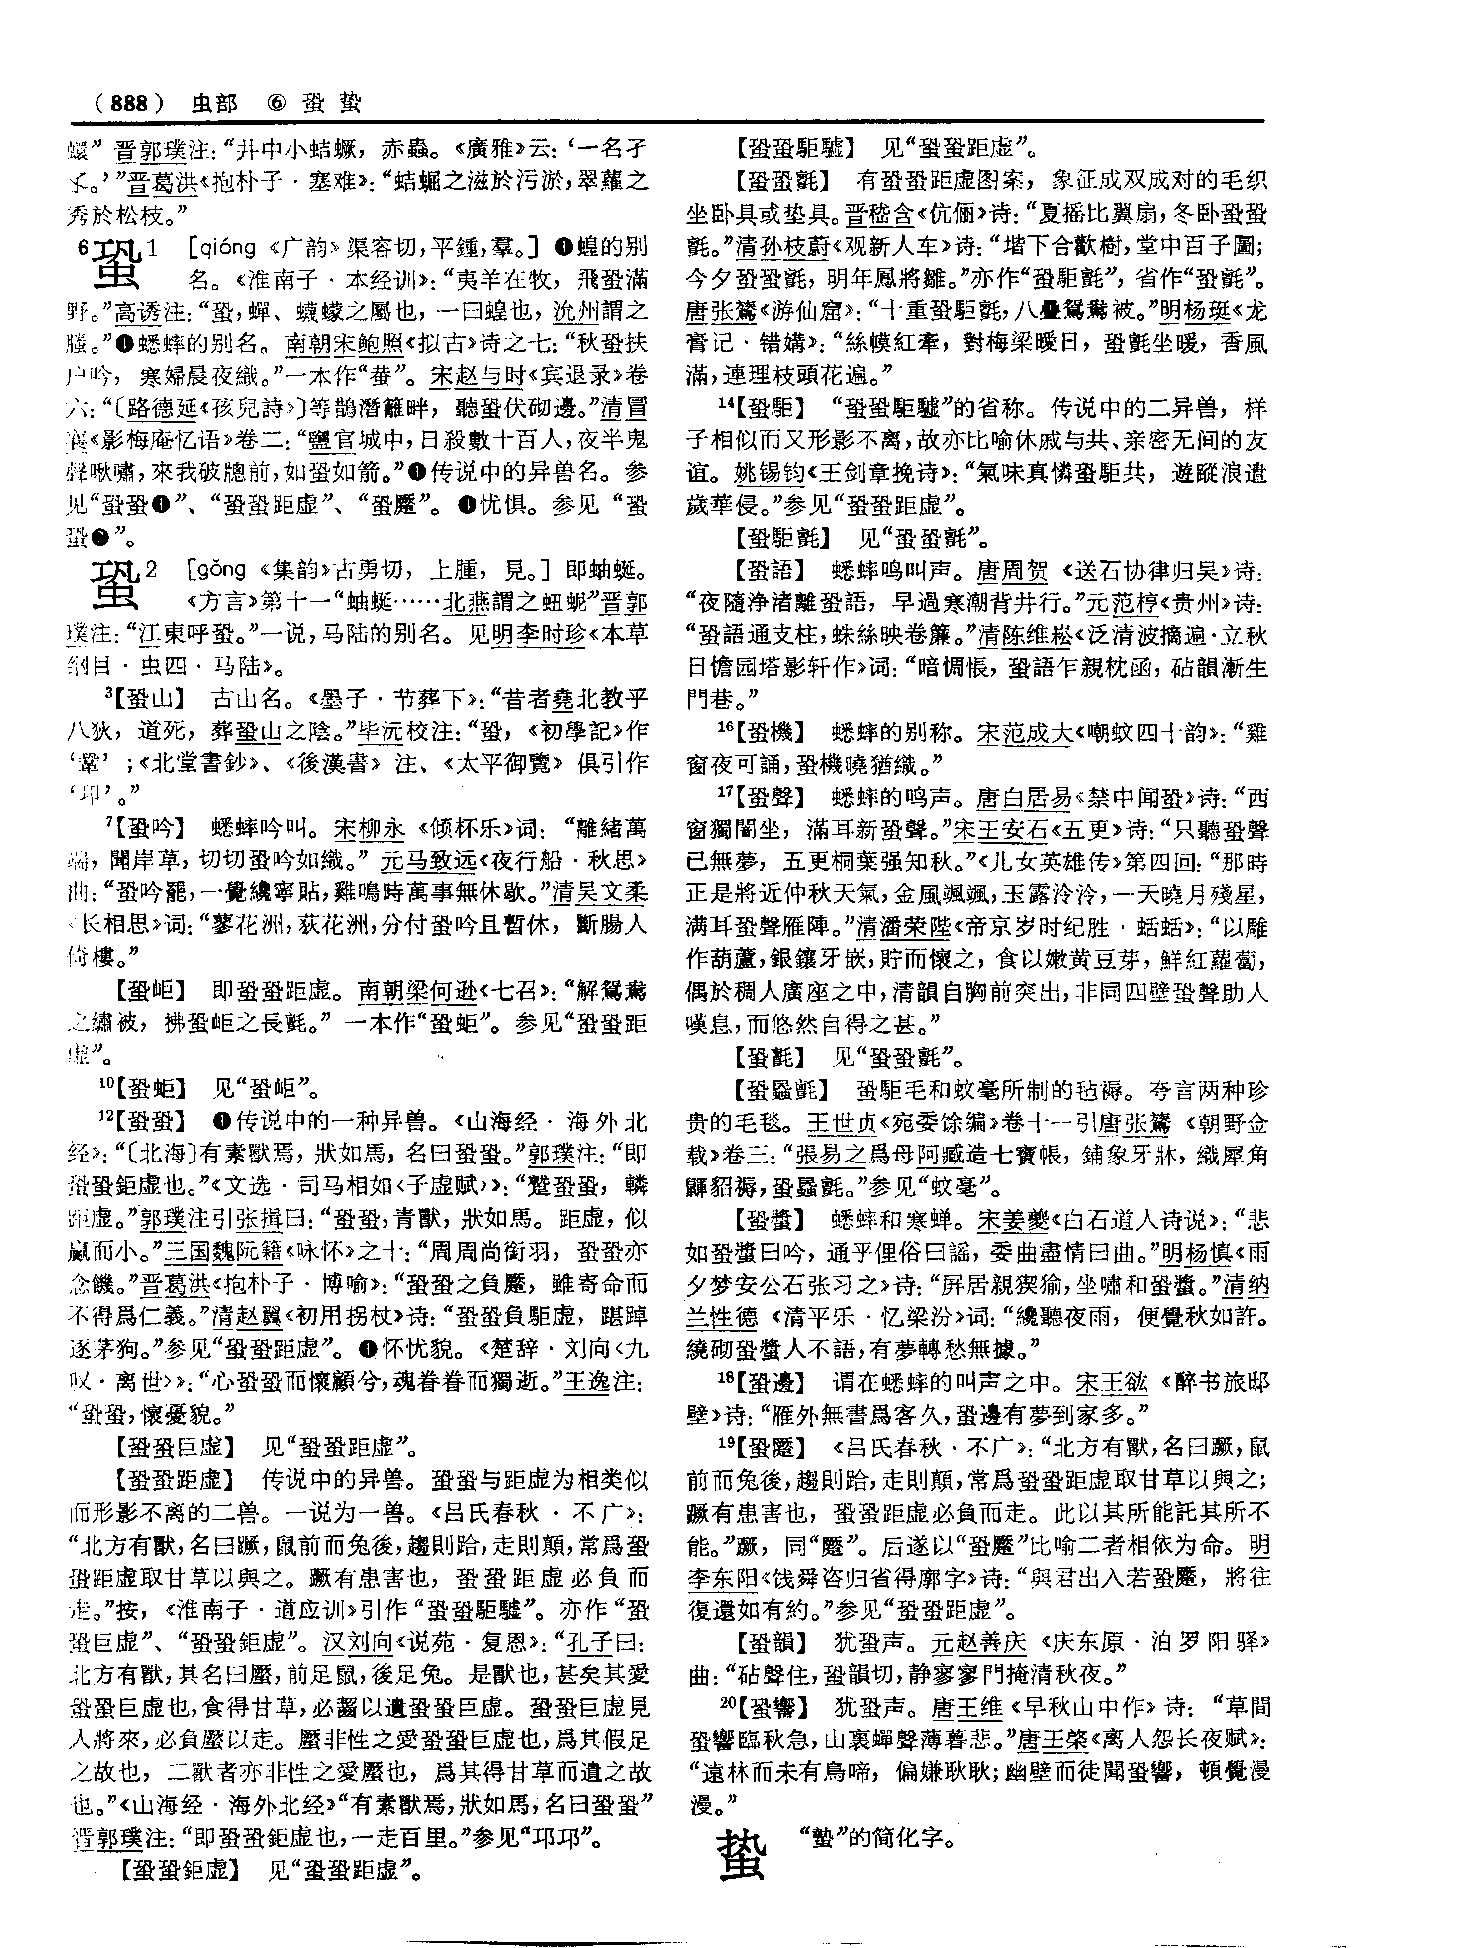 （888） 虫部 ⑥ 蛩 蛰
蠉”晋郭璞注：“井中小蛣蟩，赤蟲。《廣雅》云：‘一名孑
孓。’”晋葛洪《抱朴子·塞难》：“蛣蜛之滋於污淤，翠蘿之
秀於松枝。”
6蛩1 [qióng《广韵》渠容切，平鍾，羣。] ❶蝗的别
名。《淮南子·本经训》：“夷羊在牧，飛蛩滿
野。”高诱注：“蛩，蟬、蠛蠓之屬也，一曰蝗也，沇州謂之
螣。”❶蟋蟀的别名。南朝宋鲍照《拟古》诗之七：“秋蛩扶
户吟，寒婦晨夜織。”一本作“蛬”。宋赵与时《宾退录》卷
六：“〔路德延《孩兒詩》〕等鵲潛籬畔，聽蛩伏砌邊。”清冒
襄《影梅庵忆语》卷二：“鹽官城中，日殺數十百人，夜半鬼
聲啾嘯，來我破牕前，如蛩如箭。”❶传说中的异兽名。参
见“蛩蛩❶”、“蛩蛩距虚”、“蛩蟨”。❶忧惧。参见“蛩
蛩❷”。
蛩2 [gǒng《集韵》古勇切，上腫，見。] 即蚰蜒。
《方言》第十一“蚰蜒……北燕謂之蚭”晋郭
璞注：“江東呼蛩。”一说，马陆的别名。见明李时珍《本草
纲目·虫四·马陆》。
³【蛩山】 古山名。《墨子·节葬下》：“昔者堯北教乎
八狄，道死，葬蛩山之陰。”毕沅校注：“蛩，《初學記》作
‘鞏’；《北堂書鈔》、《後漢書》注、《太平御覽》俱引作
‘邛’。”
⁷【蛩吟】 蟋蟀吟叫。宋柳永《倾杯乐》词：“離緒萬
端，聞岸草，切切蛩吟如織。”元马致远《夜行船·秋思》
曲：“蛩吟罷，一覺纔寧貼，雞鳴時萬事無休歇。”清吴文柔
《长相思》词：“蓼花洲，荻花洲，分付蛩吟且暫休，斷腸人
倚樓。”
【蛩岠】 即蛩蛩距虚。南朝梁何逊《七召》：“解鴛鴦
之繡被，拂蛩岠之長氈。”一本作“蛩蚷”。参见“蛩蛩距
虚”。
¹⁰【蛩蚷】 见“蛩岠”。
¹²【蛩蛩】 ❶传说中的一种异兽。《山海经·海外北
经》：“〔北海〕有素獸焉，狀如馬，名曰蛩蛩。”郭璞注：“即
蛩蛩鉅虚也。”《文选·司马相如〈子虚赋〉》：“蹵蛩蛩，轔
距虚。”郭璞注引张揖曰：“蛩蛩，青獸，狀如馬。距虚，似
驘而小。”三国魏阮籍《咏怀》之十：“周周尚銜羽，蛩蛩亦
念饑。”晋葛洪《抱朴子·博喻》：“蛩蛩之負蟨，雖寄命而
不得爲仁義。”清赵翼《初用拐杖》诗：“蛩蛩負駏虚，踸踔
逐茅狗。”参见“蛩蛩距虚”。❶怀忧貌。《楚辞·刘向〈九
叹·离世〉》：“心蛩蛩而懷顧兮，魂眷眷而獨逝。”王逸注：
“蛩蛩，懷憂貌。”
【蛩蛩巨虚】 见“蛩蛩距虚”。
【蛩蛩距虚】 传说中的异兽。蛩蛩与距虚为相类似
而形影不离的二兽。一说为一兽。《吕氏春秋·不广》：
“北方有獸，名曰蹶，鼠前而兔後，趨則跲，走則顛，常爲蛩
蛩距虚取甘草以與之。蹶有患害也，蛩蛩距虚必負而
走。”按，《淮南子·道应训》引作“蛩蛩駏驉”。亦作“蛩
蛩巨虚”、“蛩蛩鉅虚”。汉刘向《说苑·复恩》：“孔子曰：
北方有獸，其名曰蟨，前足鼠，後足兔。是獸也，甚矣其愛
蛩蛩巨虚也，食得甘草，必齧以遺蛩蛩巨虚。蛩蛩巨虚見
人將來，必負蟨以走。蟨非性之愛蛩蛩巨虚也，爲其假足
之故也，二獸者亦非性之愛蟨也，爲其得甘草而遺之故
也。”《山海经·海外北经》“有素獸焉，狀如馬，名曰蛩蛩”
晋郭璞注：“即蛩蛩鉅虚也，一走百里。”参见“邛邛”。
【蛩蛩鉅虚】 见“蛩蛩距虚”。
【蛩蛩駏驉】 见“蛩蛩距虚”。
【蛩蛩氈】 有蛩蛩距虚图案，象征成双成对的毛织
坐卧具或垫具。晋嵇含《伉俪》诗：“夏摇比翼扇，冬卧蛩蛩
氈。”清孙枝蔚《观新人车》诗：“堦下合歡樹，堂中百子圖；
今夕蛩蛩氈，明年鳳將雛。”亦作“蛩駏氈”，省作“蛩氈”。
唐张鷟《游仙窟》：“十重蛩駏氈，八疊鴛鴦被。”明杨珽《龙
膏记·错媾》：“絲幙紅牽，對梅梁暖日，蛩氈坐暖，香風
滿，連理枝頭花遍。”
¹⁴【蛩駏】 “蛩蛩駏驉”的省称。传说中的二异兽，样
子相似而又形影不离，故亦比喻休戚与共、亲密无间的友
谊。姚锡钧《王剑章挽诗》：“氣味真憐蛩駏共，遊蹤浪遣
歲華侵。”参见“蛩蛩距虚”。
【蛩駏氈】 见“蛩蛩氈”。
【蛩語】 蟋蟀鸣叫声。唐周贺《送石协律归吴》诗：
“夜隨净渚離蛩語，早過寒潮背井行。”元范梈《贵州》诗：
“蛩語通支柱，蛛絲映卷簾。”清陈维崧《泛清波摘遍·立秋
日憺园塔影轩作》词：“暗惆悵，蛩語乍親枕函，砧韻漸生
門巷。”
¹⁶【蛩機】 蟋蟀的别称。宋范成大《嘲蚊四十韵》：“雞
窗夜可誦，蛩機曉猶織。”
¹⁷【蛩聲】 蟋蟀的鸣声。唐白居易《禁中闻蛩》诗：“西
窗獨闇坐，滿耳新蛩聲。”宋王安石《五更》诗：“只聽蛩聲
已無夢，五更桐葉强知秋。”《儿女英雄传》第四回：“那時
正是將近仲秋天氣，金風颯颯，玉露泠泠，一天曉月殘星，
满耳蛩聲雁陣。”清潘荣陛《帝京岁时纪胜·蛞蛞》：“以雕
作葫蘆，銀鑲牙嵌，貯而懷之，食以嫩黄豆芽，鮮紅蘿蔔，
偶於稠人廣座之中，清韻自胸前突出，非同四壁蛩聲助人
嘆息，而悠然自得之甚。”
【蛩氈】 见“蛩蛩氈”。
【蛩蟁氈】 蛩駏毛和蚊毫所制的毡褥。夸言两种珍
贵的毛毯。王世贞《宛委馀编》卷十一引唐张鷟《朝野佥
载》卷三：“張易之爲母阿臧造七寶帳，鋪象牙牀，織犀角
簟貂褥，蛩蟁氈。”参见“蚊毫”。
【蛩螿】 蟋蟀和寒蝉。宋姜夔《白石道人诗说》：“悲
如蛩螿曰吟，通乎俚俗曰謡，委曲盡情曰曲。”明杨慎《雨
夕梦安公石张习之》诗：“屏居親猰㺄，坐嘯和蛩螿。”清纳
兰性德《清平乐·忆梁汾》词：“纔聽夜雨，便覺秋如許。
繞砌蛩螿人不語，有夢轉愁無據。”
¹⁸【蛩邊】 谓在蟋蟀的叫声之中。宋王紘《醉书旅邸
壁》诗：“雁外無書爲客久，蛩邊有夢到家多。”
¹⁹【蛩蟨】 《吕氏春秋·不广》：“北方有獸，名曰蹶，鼠
前而兔後，趨則跲，走則顛，常爲蛩蛩距虚取甘草以與之；
蹶有患害也，蛩蛩距虚必負而走。此以其所能託其所不
能。”蹶，同“蟨”。后遂以“蛩蟨”比喻二者相依为命。明
李东阳《饯舜咨归省得廓字》诗：“與君出入若蛩蟨，將往
復還如有約。”参见“蛩蛩距虚”。
【蛩韻】 犹蛩声。元赵善庆《庆东原·泊罗阳驿》
曲：“砧聲住，蛩韻切，静寥寥門掩清秋夜。”
²⁰【蛩響】 犹蛩声。唐王维《早秋山中作》诗：“草間
蛩響臨秋急，山裏蟬聲薄暮悲。”唐王棨《离人怨长夜赋》：
“遠林而未有鳥啼，偏嫌耿耿；幽壁而徒聞蛩響，頓覺漫
漫。”
蛰 “蟄”的简化字。